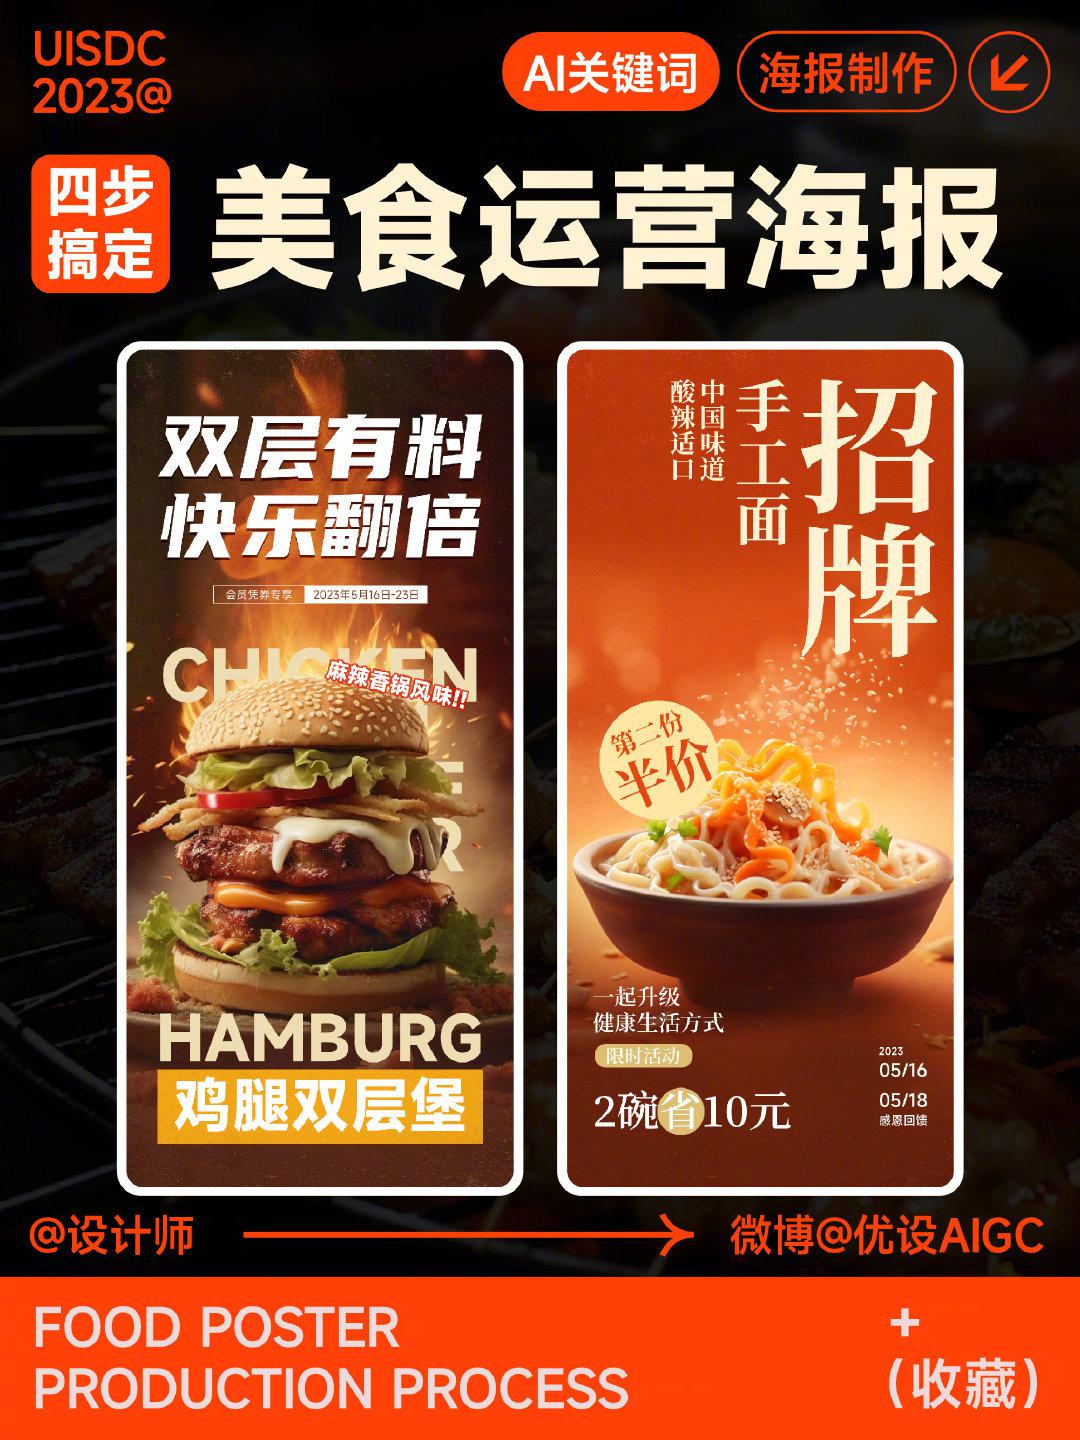 UISDC
2023@
AI关键词
海报制作
四步
搞定
美食运营海报
双层有料
快乐翻倍
会员凭券专享
2023年5月16日-23日
CHICKEN
麻辣香锅风味!!
HAMBURG
鸡腿双层堡
招牌
手工面
中国味道
酸辣适口
第二份
半价
一起升级
健康生活方式
限时活动
2碗省10元
2023
05/16
05/18
感恩回馈
@设计师
微博@优设AIGC
FOOD POSTER
PRODUCTION PROCESS
+
(收藏)